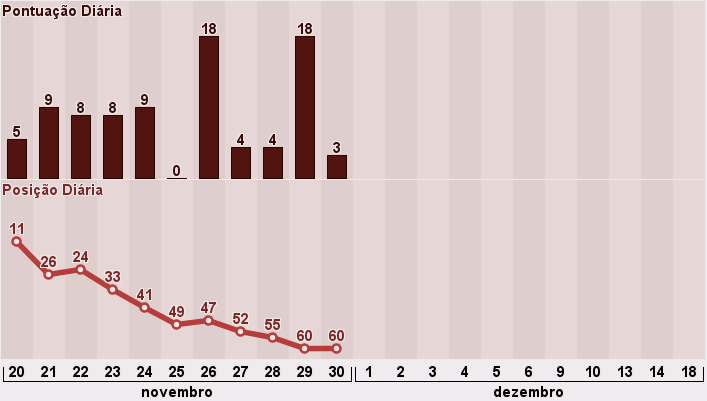 Pontuação Diária
5 9 8 8 9 0 18 4 4 18 3
Posição Diária
11 26 24 33 41 49 47 52 55 60 60
20 21 22 23 24 25 26 27 28 29 30 1 2 3 4 5 6 9 10 13 14 18
novembro dezembro